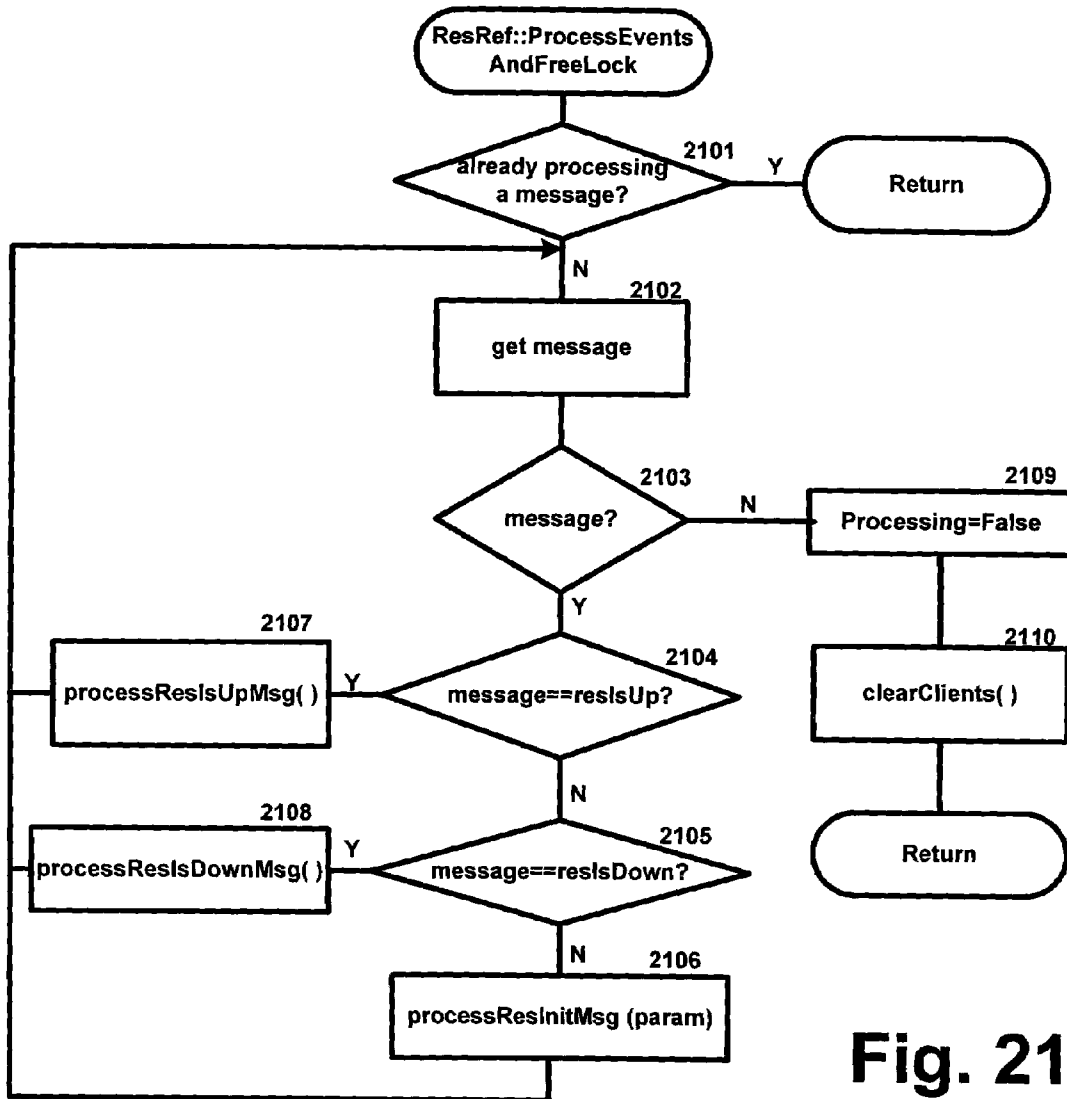 ResRef::ProcessEvents
AndFreeLock
2101
already processing
a message?
Y
Return
N
2102
get message
2103
message?
N
2109
Processing=False
Y
2107
processResIsUpMsg( )
Y
2104
message==resIsUp?
2110
clearClients( )
N
2108
processResIsDownMsg( )
Y
2105
message==resIsDown?
Return
N
2106
processResInitMsg (param)
Fig. 21